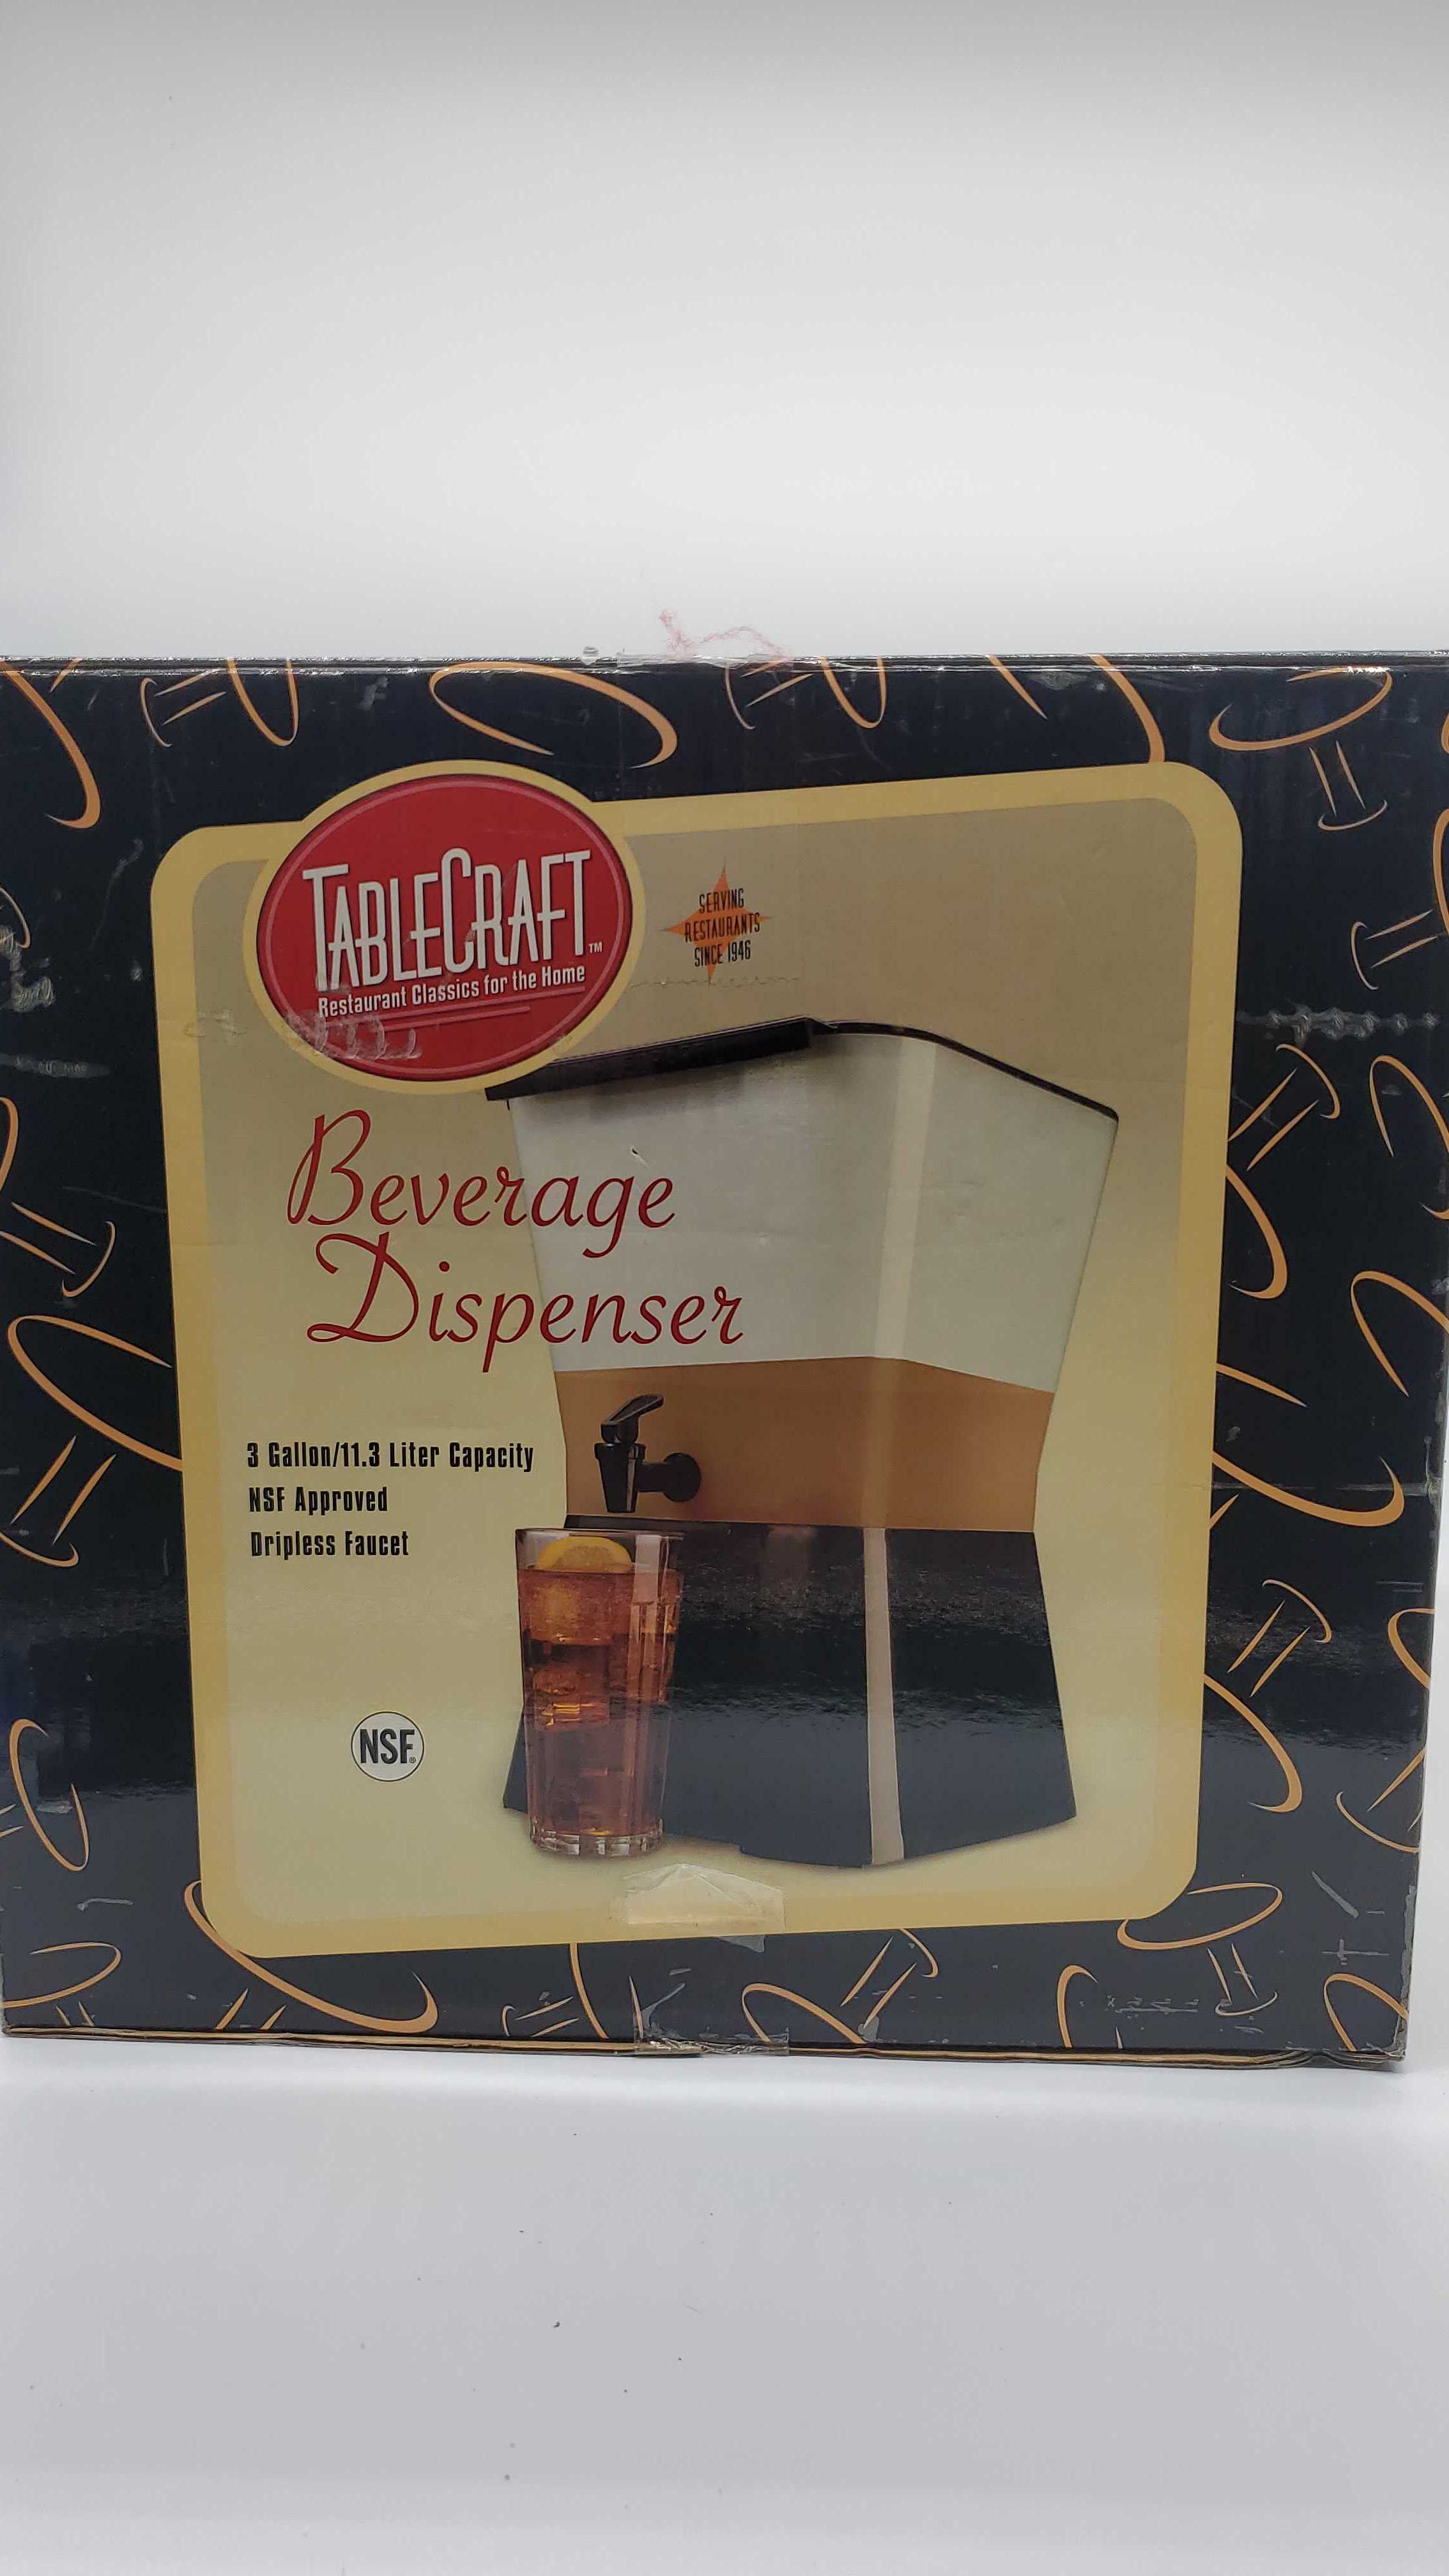 TABLECRAFT™
Restaurant Classics for the Home
SERVING
RESTAURANTS
SINCE 1946
Beverage
Dispenser
3 Gallon/11.3 Liter Capacity
NSF Approved
Dripless Faucet
NSF®